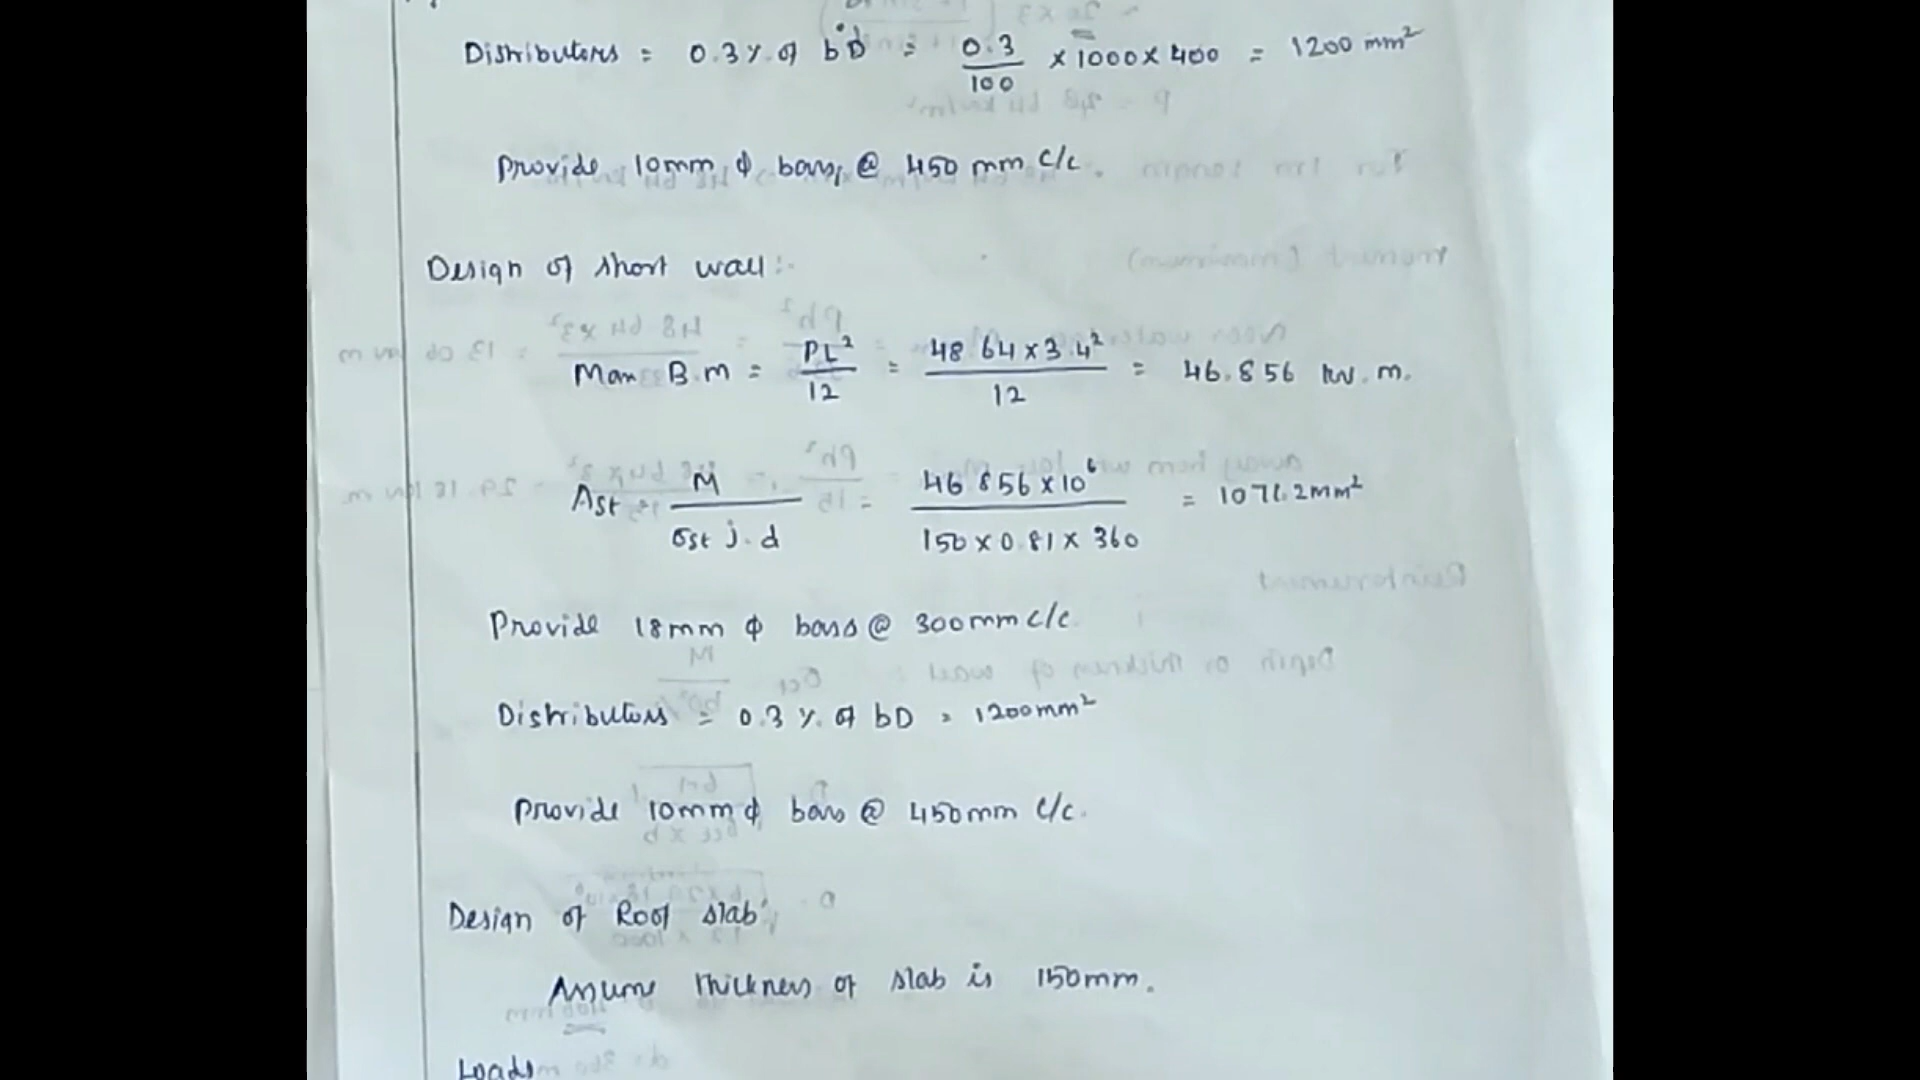 Distributors = 0.3 % of bD = 0.3/100 × 1000 × 400 = 1200 mm²
Provide 10mm ϕ bars @ 450 mm c/c.
Design of short wall:-
Max B.m = PL²/12 = 48.64 × 3.4²/12 = 46.856 kN.m.
Ast = M/σst j.d = 46.856 × 10⁶/150 × 0.81 × 360 = mm²
Provide 18mm ϕ bars @ 300mm c/c.
Distributors = 0.3 % of bD = 1200mm²
Provide 10mm ϕ bars @ 450mm c/c.
Design of Roof slab:
Assume thickness of slab is 150mm.
Loads